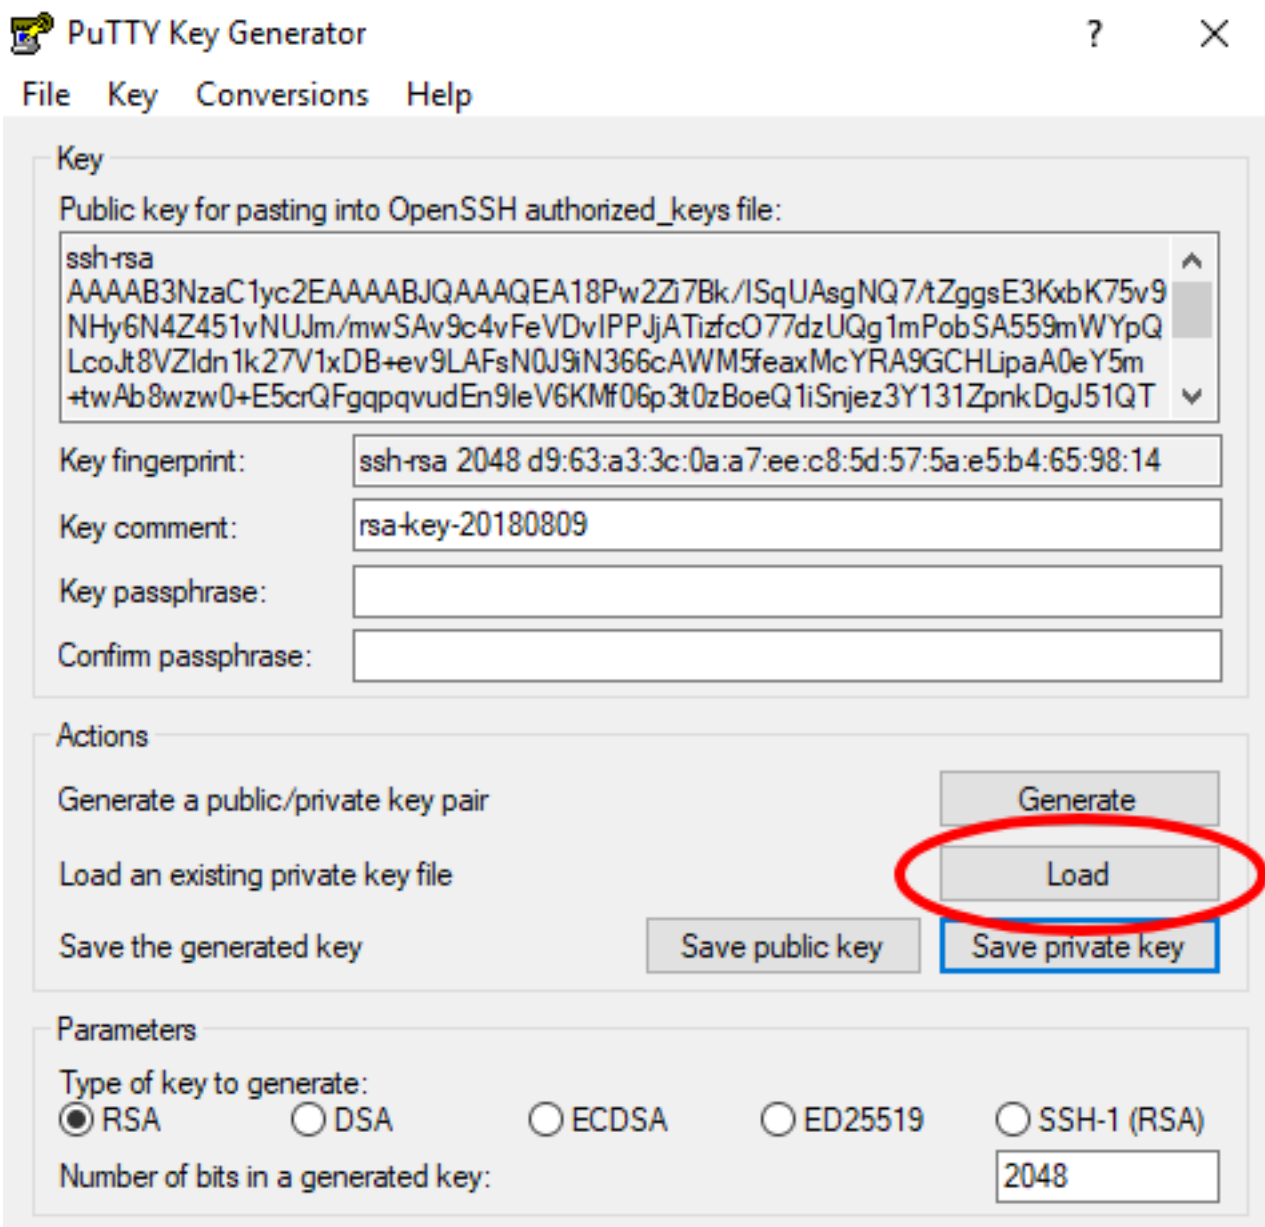 PuTTY Key Generator
? ×
File Key Conversions Help
Key
Public key for pasting into OpenSSH authorized_keys file:
ssh-rsa
AAAAB3NzaC1yc2EAAAABJQAAAQEA18Pw2Zi7Bk/ISqUAsgNQ7/tZggsE3KxbK75v9
NHy6N4Z451vNUJm/mwSAv9c4vFeVDvIPPJjATizfcO77dzUQg1mPobSA559mWYpQ
LcoJt8VZIdn1k27V1xDB+ev9LAFsN0J9iN366cAWM5feaxMcYRA9GCHLipaA0eY5m
+twAb8wzw0+E5crQFgqpqvudEn9IeV6KMf06p3t0zBoeQ1iSnjez3Y131ZpnkDgJ51QT
Key fingerprint: ssh-rsa 2048 d9:63:a3:3c:0a:a7:ee:c8:5d:57:5a:e5:b4:65:98:14
Key comment: rsa-key-20180809
Key passphrase:
Confirm passphrase:
Actions
Generate a public/private key pair Generate
Load an existing private key file Load
Save the generated key Save public key Save private key
Parameters
Type of key to generate:
RSA DSA ECDSA ED25519 SSH-1 (RSA)
Number of bits in a generated key: 2048